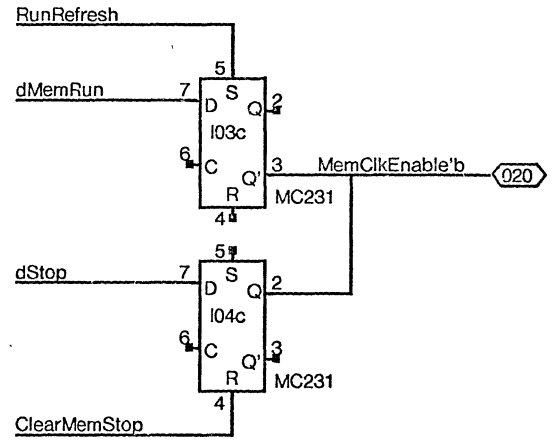 RunRefresh
5
dMemRun 7 S 2
D Q
I03c
6 3 MemClkEnable'b 020
C Q'
R MC231
4
5
dStop 7 S 2
D Q
I04c
6 3
C Q'
R MC231
4
ClearMemStop